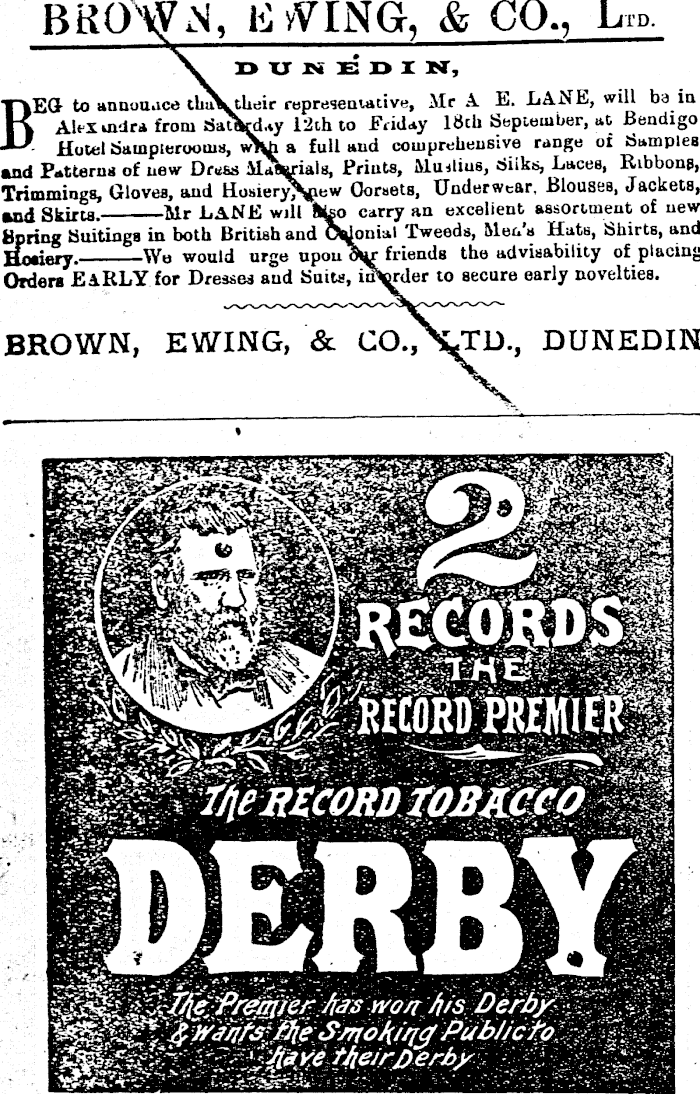 BROWN, EWING, & CO., LTD.
DUNEDIN,
BEG to announce that their representative, Mr A E. LANE, will be in
Alexandra from Saturday 12th to Friday 18th September, at Bendigo
Hotel Samplerooms, with a full and comprehensive range of Samples
and Patterns of new Dress Materials, Prints, Muslins, Silks, Laces, Ribbons,
Trimmings, Gloves, and Hosiery, new Corsets, Underwear, Blouses, Jackets,
and Skirts.——Mr LANE will also carry an excellent assortment of new
Spring Suitings in both British and Colonial Tweeds, Men's Hats, Shirts, and
Hosiery.——We would urge upon our friends the advisability of placing
Orders EARLY for Dresses and Suits, in order to secure early novelties.
BROWN, EWING, & CO., LTD., DUNEDIN
2
RECORDS
THE
RECORD PREMIER
The RECORD TOBACCO
DERBY
The Premier has won his Derby
& wants the Smoking Public to
have their Derby